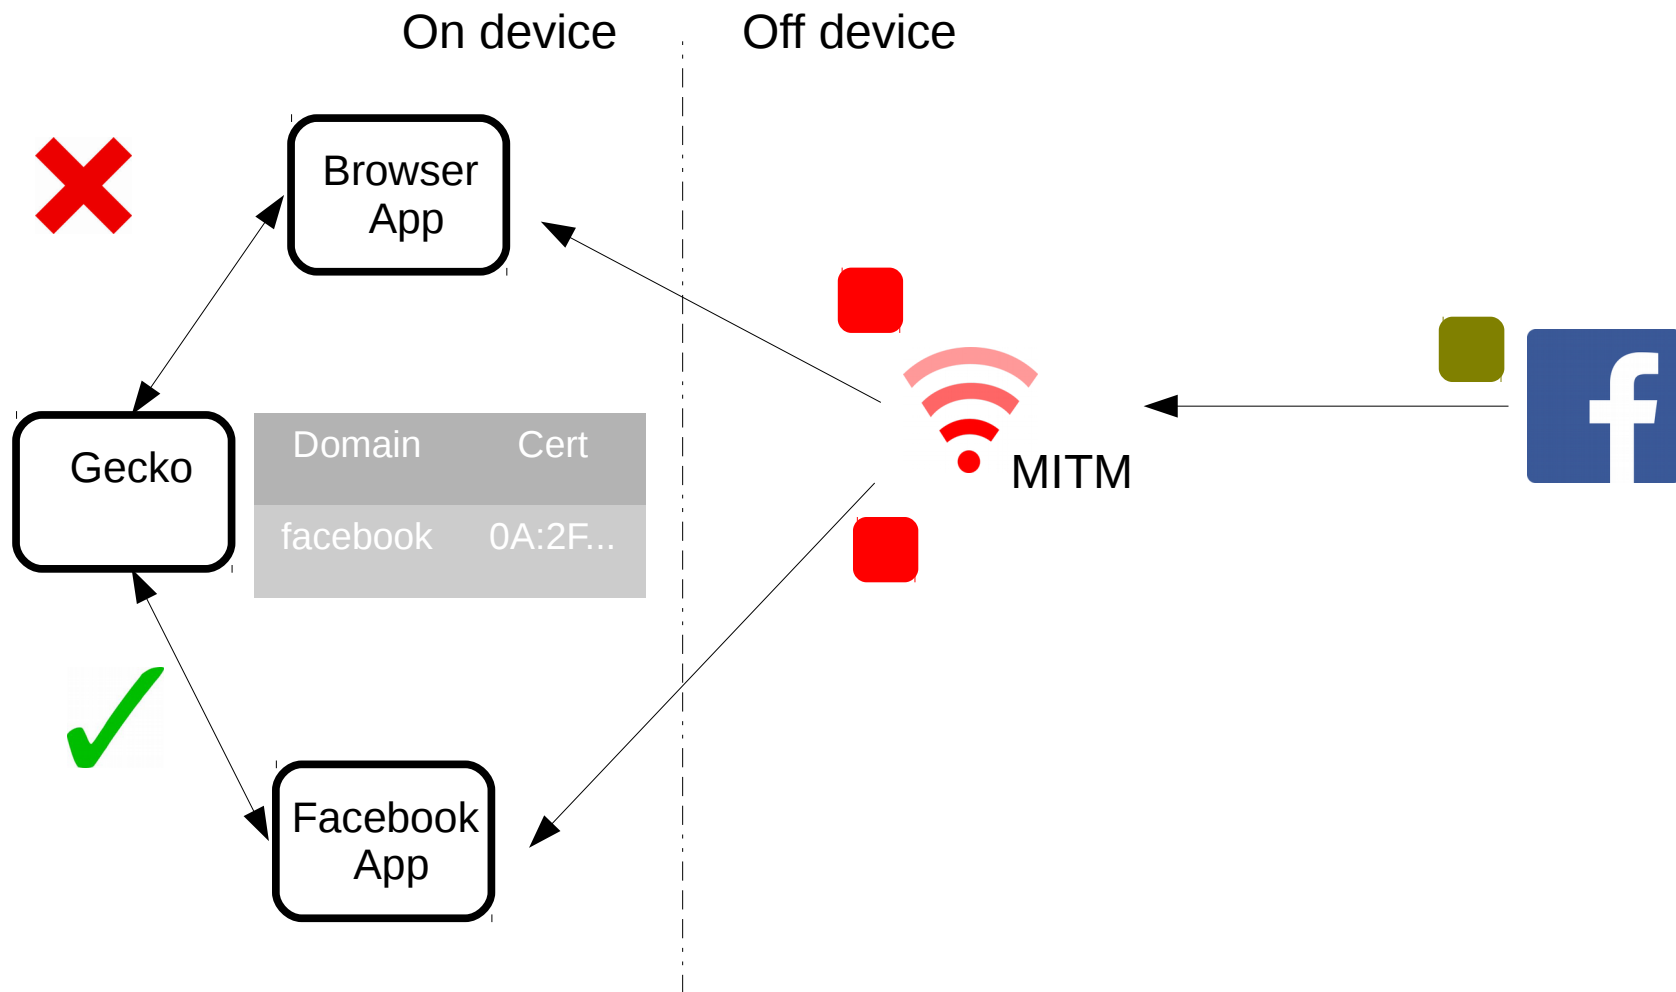 On device
Off device
Browser
App
Gecko
Domain Cert
facebook 0A:2F...
MITM
Facebook
App